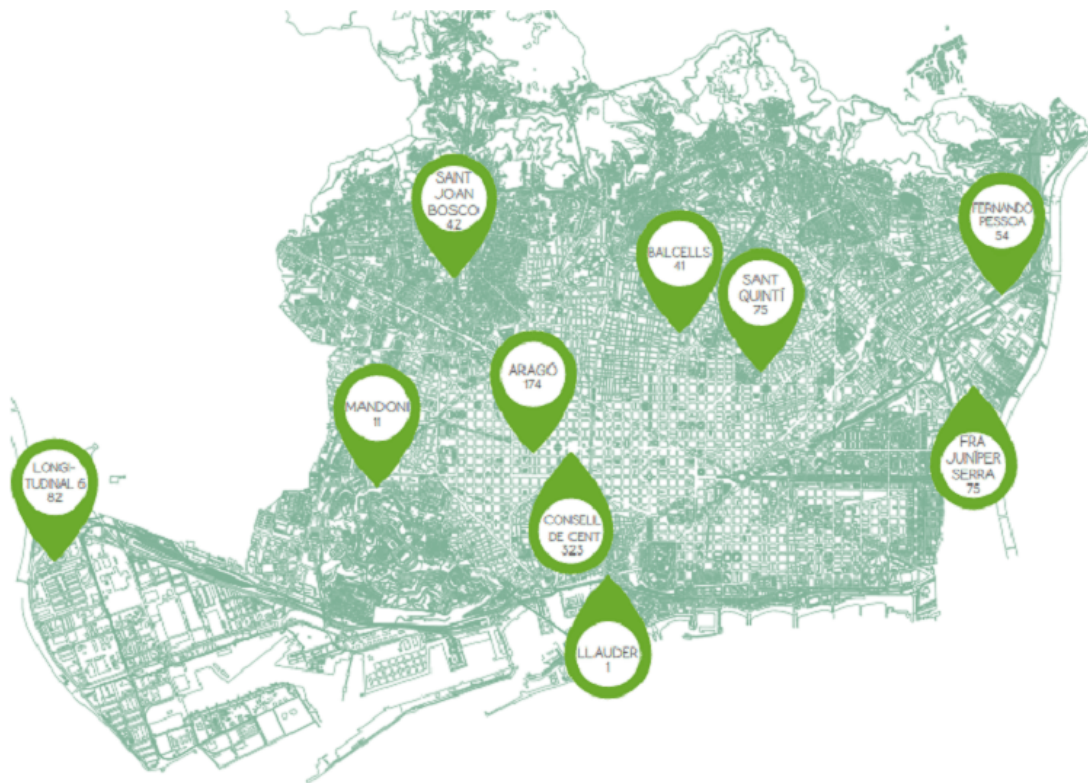 SANT
JOAN
BOSCO
42
FERNANDO
PESSOA
54
BALCELLS
41
SANT
QUINTÍ
75
ARAGÓ
174
MANDONI
11
LONGI-
TUDINAL 6
82
FRA
JUNÍPER
SERRA
75
CONSELL
DE CENT
323
LLAUDER
1